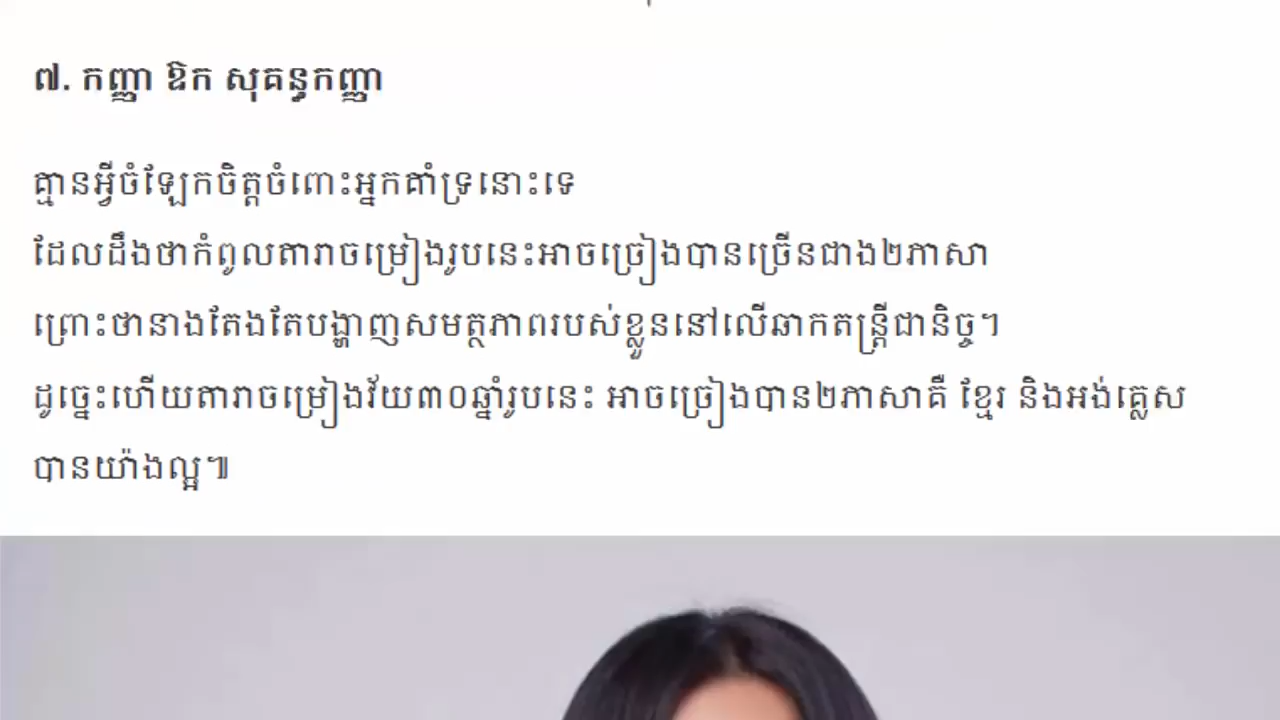 ៧. កញ្ញា ឱក សុគន្ធកញ្ញា
គ្មានអ្វីចំឡែកចិត្តចំពោះអ្នកគាំទ្រនោះទេ
ដែលដឹងថាកំពូលតារាចម្រៀងរូបនេះអាចច្រៀងបានច្រើនជាង២ភាសា
ព្រោះថានាងតែងតែបង្ហាញសមត្ថភាពរបស់ខ្លួននៅលើឆាកតន្ត្រីជានិច្ច។
ដូច្នេះហើយតារាចម្រៀងវ័យ៣០ឆ្នាំរូបនេះ អាចច្រៀងបាន២ភាសាគឺ ខ្មែរ និងអង់គ្លេស
បានយ៉ាងល្អ៕